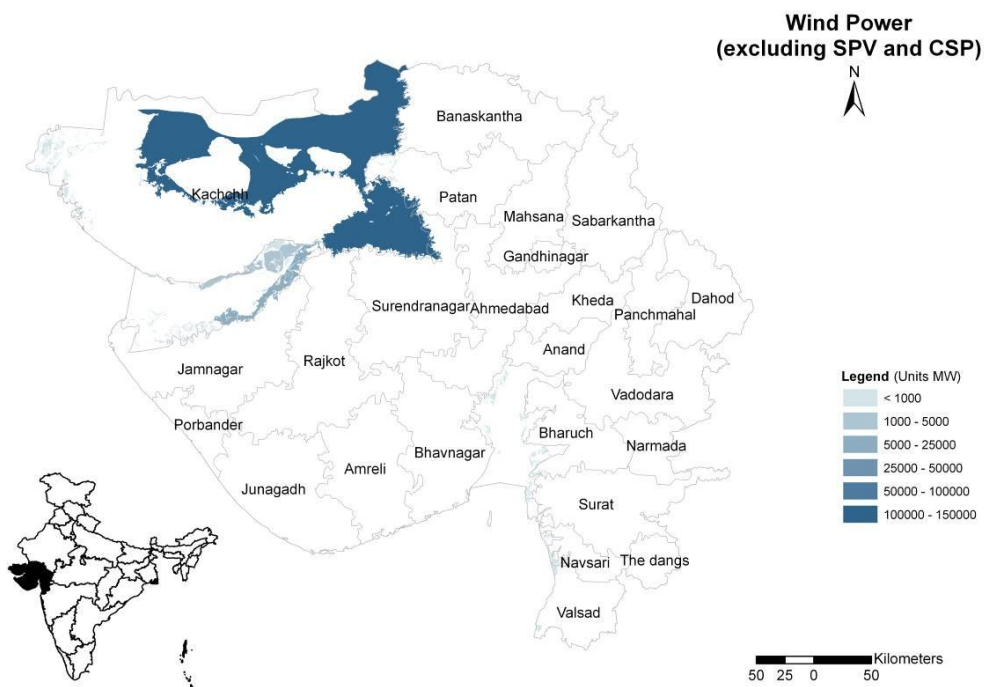 Wind Power
(excluding SPV and CSP)
N
Banaskantha
Kachchh
Patan
Mahsana
Sabarkantha
Gandhinagar
Surendranagar
Ahmedabad
Kheda
Panchmahal
Dahod
Anand
Jamnagar
Rajkot
Vadodara
Porbander
Bharuch
Narmada
Bhavnagar
Amreli
Junagadh
Surat
Navsari
The dangs
Valsad
Legend (Units MW)
< 1000
1000 - 5000
5000 - 25000
25000 - 50000
50000 - 100000
100000 - 150000
Kilometers
50 25 0 50